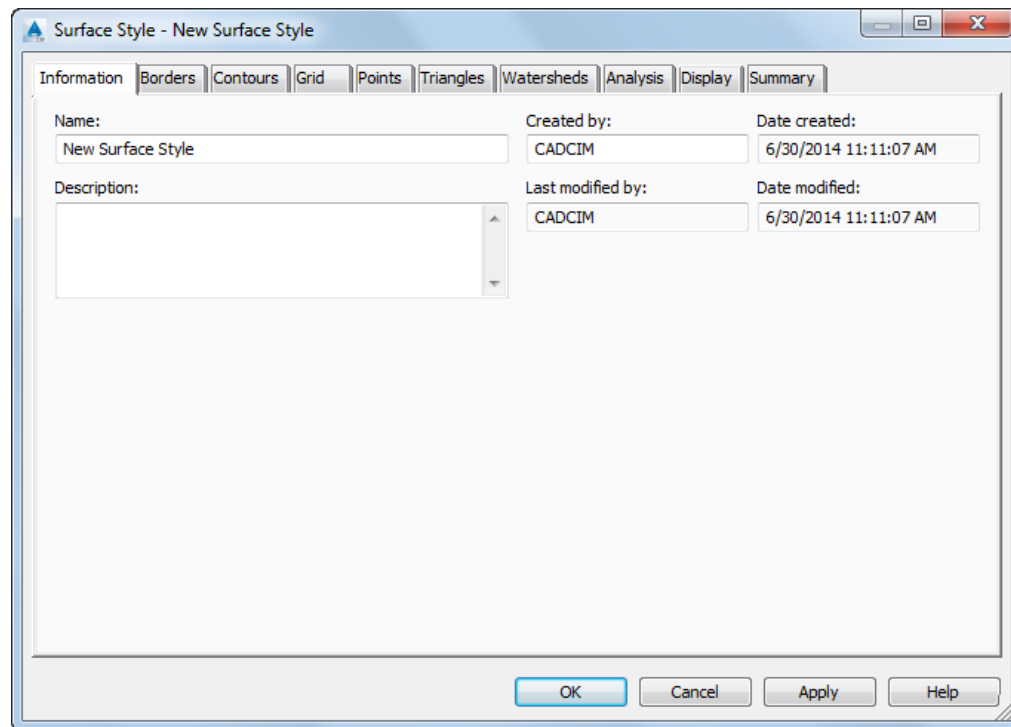 Surface Style - New Surface Style
Information Borders Contours Grid Points Triangles Watersheds Analysis Display Summary
Name: Created by: Date created:
New Surface Style CADCIM 6/30/2014 11:11:07 AM
Description: Last modified by: Date modified:
CADCIM 6/30/2014 11:11:07 AM
OK Cancel Apply Help